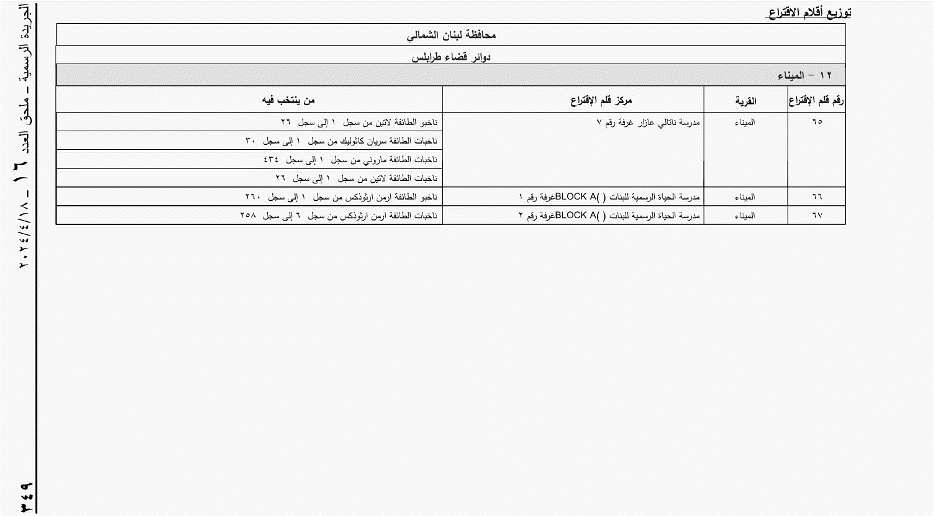 توزيع أقلام الاقتراع
محافظة لبنان الشمالي
دوائر قضاء طرابلس
١٢ - الميناء
رقم قلم الإقتراع القرية مركز قلم الإقتراع من ينتخب فيه
٦٥ الميناء مدرسة ناتالي عازار غرفة رقم ٧ ناخبو الطائفة لاتين من سجل ١ إلى سجل ٢٦
ناخبات الطائفة سريان كاثوليك من سجل ١ إلى سجل ٣٠
ناخبات الطائفة ماروني من سجل ١ إلى سجل ٤٣٤
ناخبات الطائفة لاتين من سجل ١ إلى سجل ٢٦
٦٦ الميناء مدرسة الحياة الرسمية للبنات ( )BLOCK Aغرفة رقم ١ ناخبو الطائفة ارمن ارثوذكس من سجل ١ إلى سجل ٢٦٠
٦٧ الميناء مدرسة الحياة الرسمية للبنات ( )BLOCK Aغرفة رقم ٢ ناخبات الطائفة ارمن ارثوذكس من سجل ٦ إلى سجل ٢٥٨
الجريدة الرسمية – ملحق العدد ١٦ – ٢٠٢٤/٤/١٨
٣٤٩